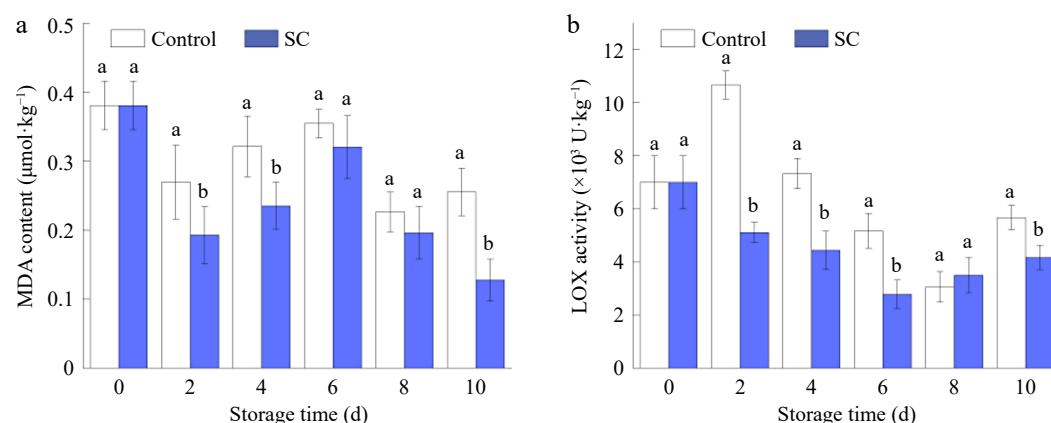 a
0.5
Control
SC
a
a
0.4
a
a
a
a
a
0.3
b
b
a
a
0.2
b
0.1
0
0
2
4
6
8
10
MDA content (μmol·kg⁻¹)
Storage time (d)
b
12
Control
SC
a
10
a
a
8
a
b
b
a
a
6
b
a
a
b
4
2
0
0
2
4
6
8
10
LOX activity (×10³ U·kg⁻¹)
Storage time (d)